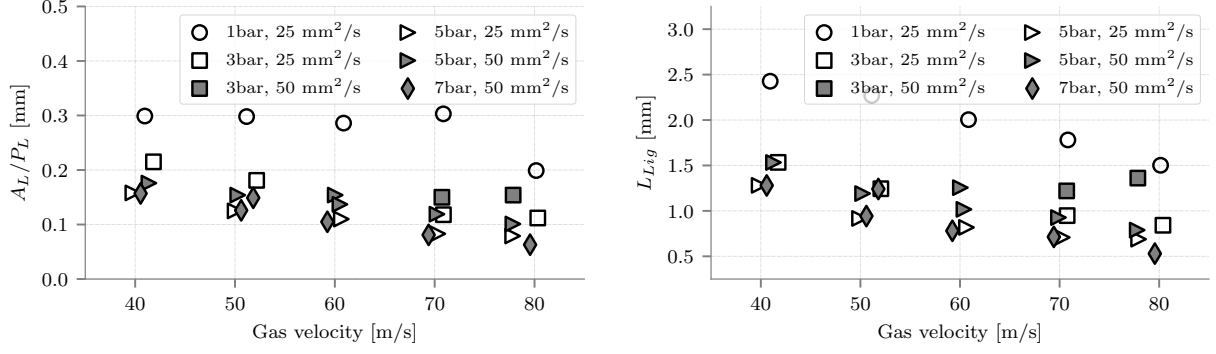 0.5
0.4
0.3
0.2
0.1
0.0
A_L/P_L [mm]
1bar, 25 mm²/s
3bar, 25 mm²/s
3bar, 50 mm²/s
5bar, 25 mm²/s
5bar, 50 mm²/s
7bar, 50 mm²/s
40 50 60 70 80
Gas velocity [m/s]
3.0
2.5
2.0
1.5
1.0
0.5
L_{Lig} [mm]
1bar, 25 mm²/s
3bar, 25 mm²/s
3bar, 50 mm²/s
5bar, 25 mm²/s
5bar, 50 mm²/s
7bar, 50 mm²/s
40 50 60 70 80
Gas velocity [m/s]